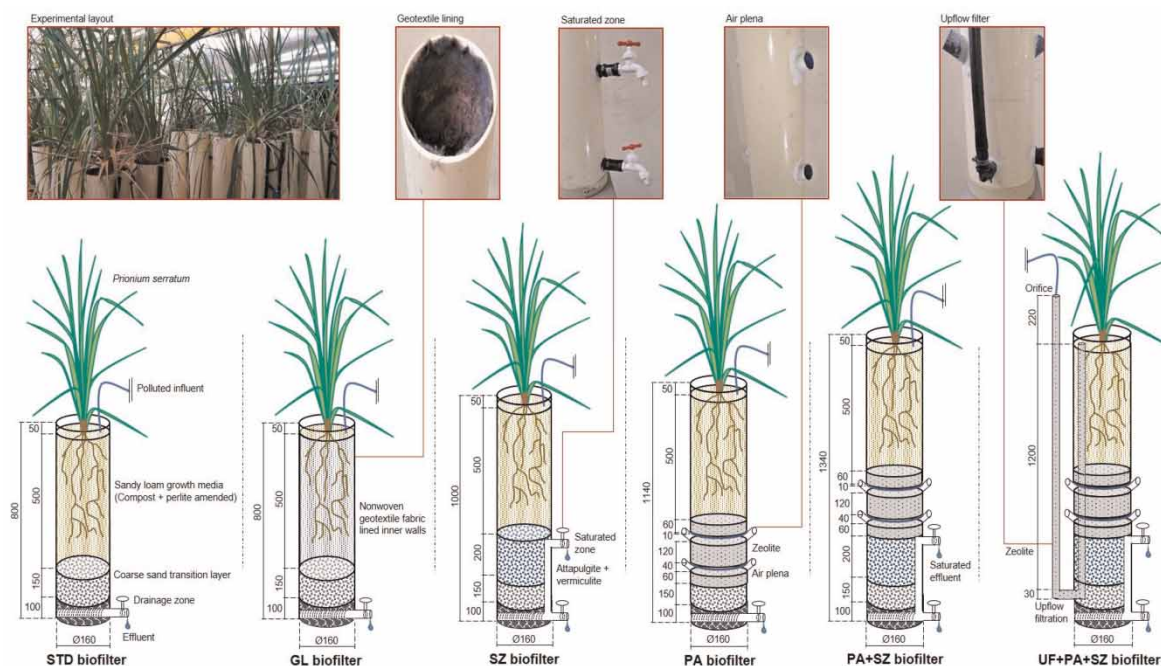 Experimental layout
Geotextile lining
Saturated zone
Air plena
Upflow filter
Prionium serratum
Polluted influent
50
500
800
150
100
Sandy loam growth media
(Compost + perlite amended)
Coarse sand transition layer
Drainage zone
Effluent
Ø160
STD biofilter
50
500
800
150
100
Nonwoven
geotextile fabric
lined inner walls
Ø160
GL biofilter
50
500
1000
200
150
100
Saturated
zone
Attapulgite +
vermiculite
Ø160
SZ biofilter
50
500
1140
60
10
120
40
60
150
100
Zeolite
Air plena
Ø160
PA biofilter
50
500
1340
60
10
120
40
60
200
150
100
Saturated
effluent
Ø160
PA+SZ biofilter
Orifice
220
1200
Zeolite
30
Upflow
filtration
Ø160
UF+PA+SZ biofilter